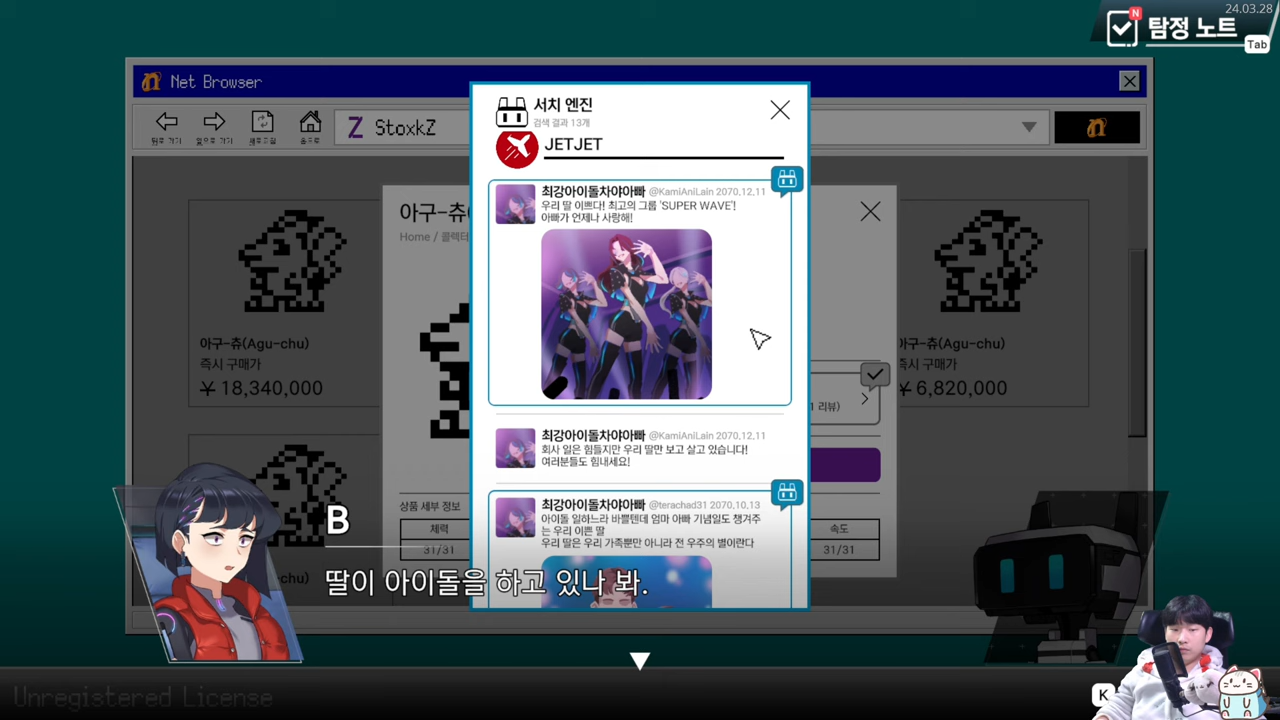 24.03.28
N
탐정 노트
Tab
Net Browser
뒤로 가기
앞으로 가기
새로고침
홈으로
StoxkZ
서치 엔진
검색 결과 13개
JETJET
최강아이돌차야아빠 @KamiAniLain 2070.12.11
우리 딸 이쁘다! 최고의 그룹 'SUPER WAVE'!
아빠가 언제나 사랑해!
최강아이돌차야아빠 @KamiAniLain 2070.12.11
회사 일은 힘들지만 우리 딸만 보고 살고 있습니다!
여러분들도 힘내세요!
최강아이돌차야아빠 @terachad31 2070.10.13
아이돌 일하느라 바쁠텐데 엄마 아빠 기념일도 챙겨주
는 우리 이쁜 딸
우리 딸은 우리 가족뿐만 아니라 전 우주의 별이란다
아구-츄(
Home / 콜렉터
1 리뷰)
아구-츄(Agu-chu)
즉시 구매가
¥ 18,340,000
아구-츄(Agu-chu)
¥ 6,820,000
상품 세부 정보
체력
속도
31/31
31/31
B
딸이 아이돌을 하고 있나 봐.
Unregistered License
K